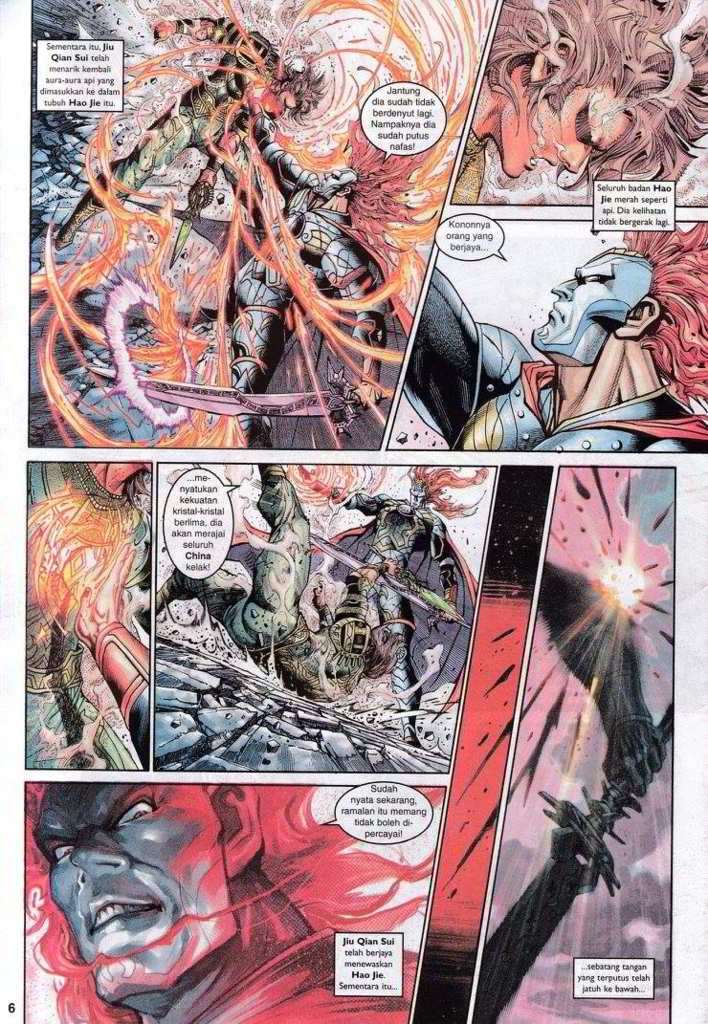 Sementara itu, Jiu
Qian Sui telah
menarik kembali
aura-aura api yang
dimasukkan ke dalam
tubuh Hao Jie itu.
Jantung
dia sudah tidak
berdenyut lagi.
Nampaknya dia
sudah putus
nafas!
Seluruh badan Hao
Jie merah seperti
api. Dia kelihatan
tidak bergerak lagi.
Kononnya
orang yang
berjaya...
...me-
nyatukan
kekuatan
kristal-kristal
berlima, dia
akan merajai
seluruh
China
kelak!
Sudah
nyata sekarang,
ramalan itu memang
tidak boleh di-
percayai!
Jiu Qian Sui
telah berjaya
menewaskan
Hao Jie.
Sementara itu...
...sebatang tangan
yang terputus telah
jatuh ke bawah...
6